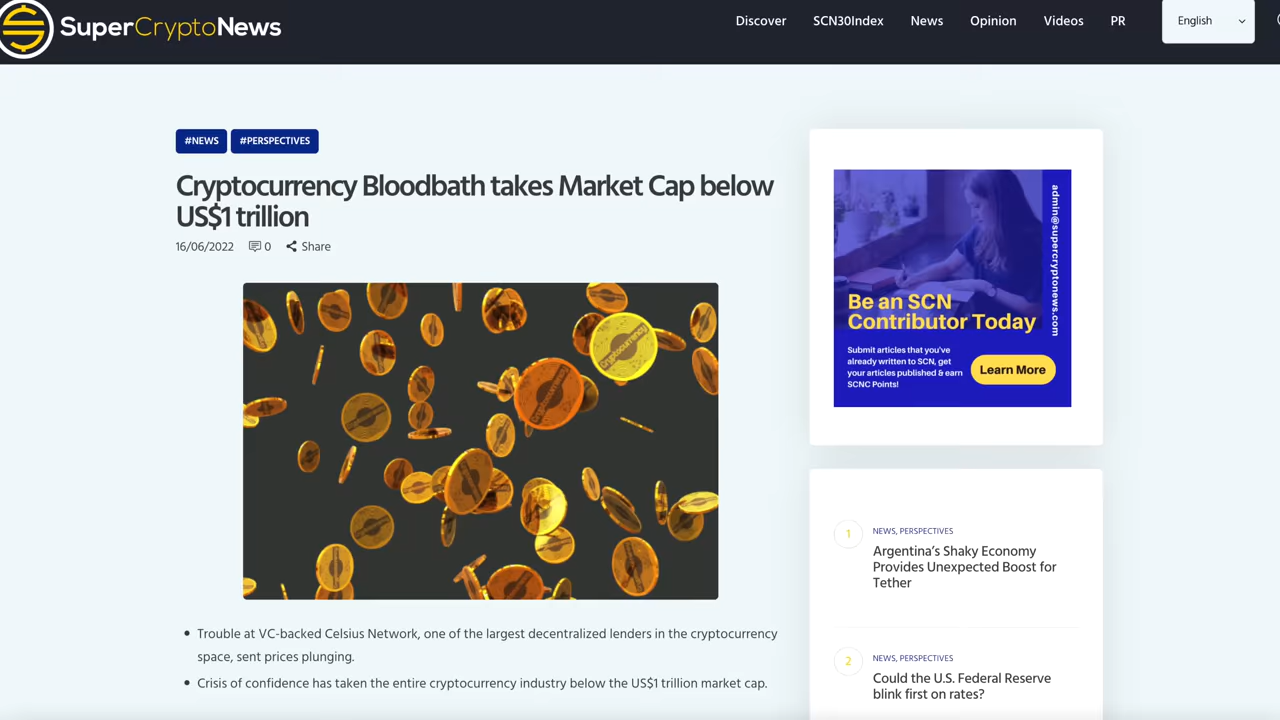 SuperCryptoNews
Discover SCN30Index News Opinion Videos PR English
#NEWS #PERSPECTIVES
Cryptocurrency Bloodbath takes Market Cap below
US$1 trillion
16/06/2022 0 Share
Cryptocurrency
Cryptocurrency
Trouble at VC-backed Celsius Network, one of the largest decentralized lenders in the cryptocurrency
space, sent prices plunging.
Crisis of confidence has taken the entire cryptocurrency industry below the US$1 trillion market cap.
admin@supercryptonews.com
Be an SCN
Contributor Today
Submit articles that you've
already written to SCN, get
your articles published & earn
SCNC Points!
Learn More
1
NEWS, PERSPECTIVES
Argentina's Shaky Economy
Provides Unexpected Boost for
Tether
2
NEWS, PERSPECTIVES
Could the U.S. Federal Reserve
blink first on rates?